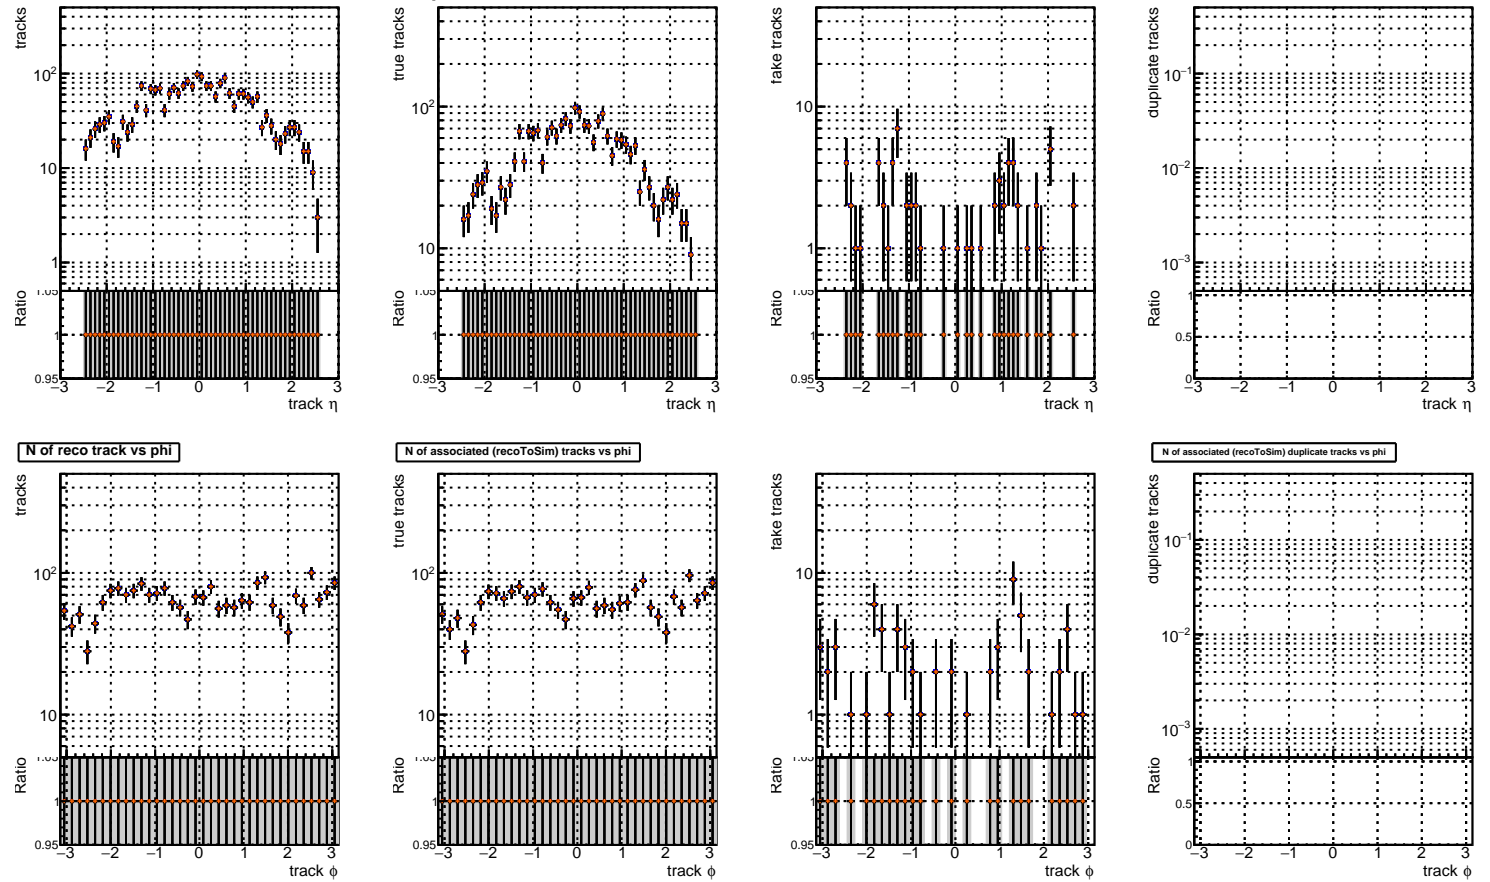 tracks
10²
10
1
Ratio
1.05
1
0.95
−3 −2 −1 0 1 2 3
track η
true tracks
10²
10
Ratio
1.05
1
0.95
−3 −2 −1 0 1 2 3
track η
fake tracks
10
1
Ratio
1.05
1
0.95
−3 −2 −1 0 1 2 3
track η
duplicate tracks
10⁻¹
10⁻²
10⁻³
Ratio
1
0.5
0
−3 −2 −1 0 1 2 3
track η
N of reco track vs phi
tracks
10²
10
Ratio
1.05
1
0.95
−3 −2 −1 0 1 2 3
track ϕ
N of associated (recoToSim) tracks vs phi
true tracks
10²
10
Ratio
1.05
1
0.95
−3 −2 −1 0 1 2 3
track ϕ
fake tracks
10
1
Ratio
1.05
1
0.95
−3 −2 −1 0 1 2 3
track ϕ
N of associated (recoToSim) duplicate tracks vs phi
duplicate tracks
10⁻¹
10⁻²
10⁻³
Ratio
1
0.5
0
−3 −2 −1 0 1 2 3
track ϕ